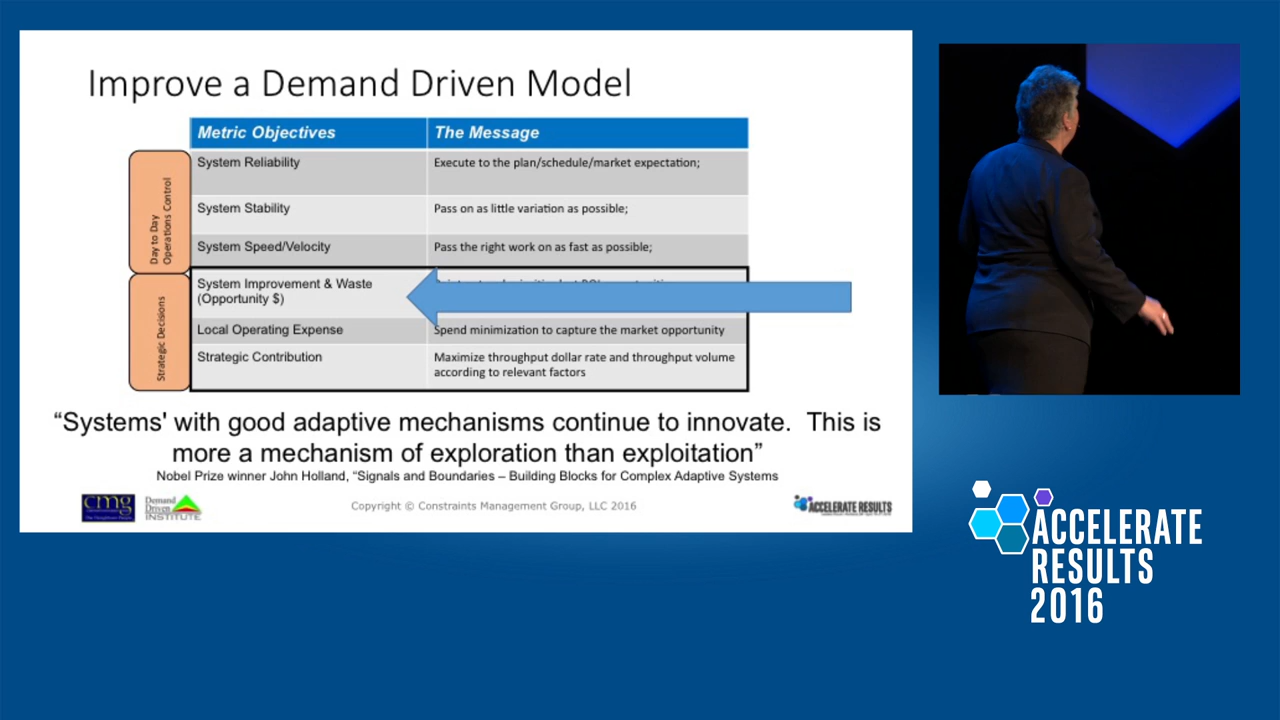 Improve a Demand Driven Model
Metric Objectives The Message
Day to Day
Operations Control
System Reliability Execute to the plan/schedule/market expectation;
System Stability Pass on as little variation as possible;
System Speed/Velocity Pass the right work on as fast as possible;
Strategic Decisions
System Improvement & Waste
(Opportunity $)
Local Operating Expense Spend minimization to capture the market opportunity
Strategic Contribution Maximize throughput dollar rate and throughput volume
according to relevant factors
“Systems' with good adaptive mechanisms continue to innovate. This is
more a mechanism of exploration than exploitation”
Nobel Prize winner John Holland, “Signals and Boundaries – Building Blocks for Complex Adaptive Systems
cmg
Demand
Driven
INSTITUTE
Copyright © Constraints Management Group, LLC 2016
ACCELERATE RESULTS
ACCELERATE
RESULTS
2016